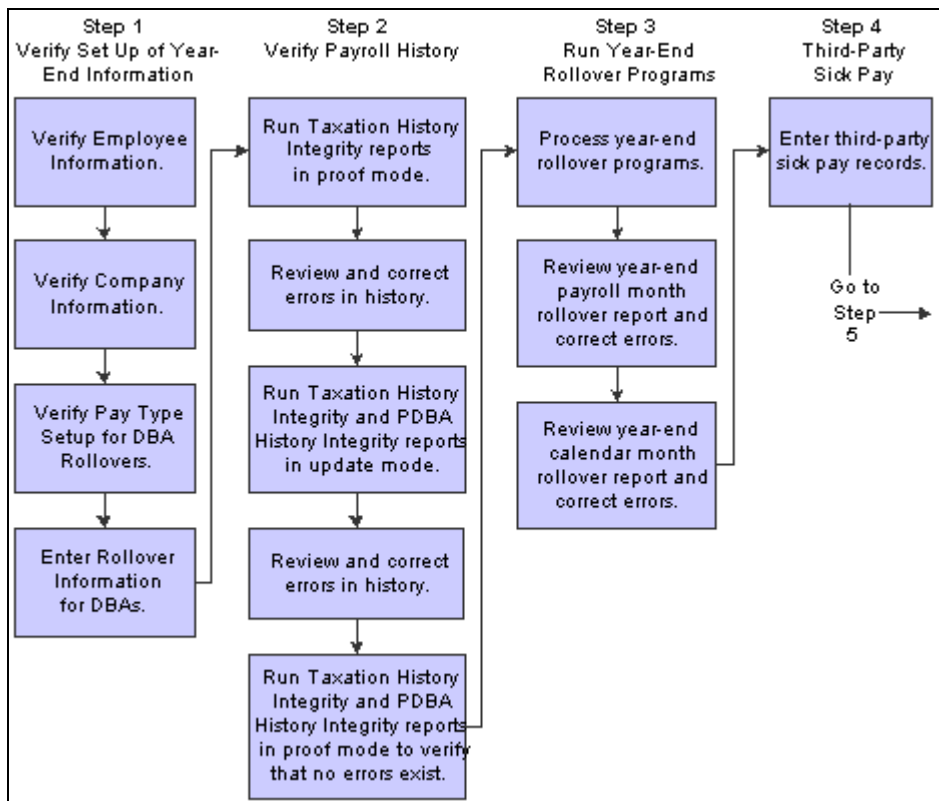 Step 1
Verify Set Up of Year-
End Information
Verify Employee
Information.
Verify Company
Information.
Verify Pay Type
Setup for DBA
Rollovers.
Enter Rollover
Information
for DBAs.
Step 2
Verify Payroll History
Run Taxation History
Integrity reports
in proof mode.
Review and correct
errors in history.
Run Taxation History
Integrity and PDBA
History Integrity reports
in update mode.
Review and correct
errors in history.
Run Taxation History
Integrity and PDBA
History Integrity reports
in proof mode to verify
that no errors exist.
Step 3
Run Year-End
Rollover Programs
Process year-end
rollover programs.
Review year-end
payroll month
rollover report and
correct errors.
Review year-end
calendar month
rollover report and
correct errors.
Step 4
Third-Party
Sick Pay
Enter third-party
sick pay records.
Go to
Step
5